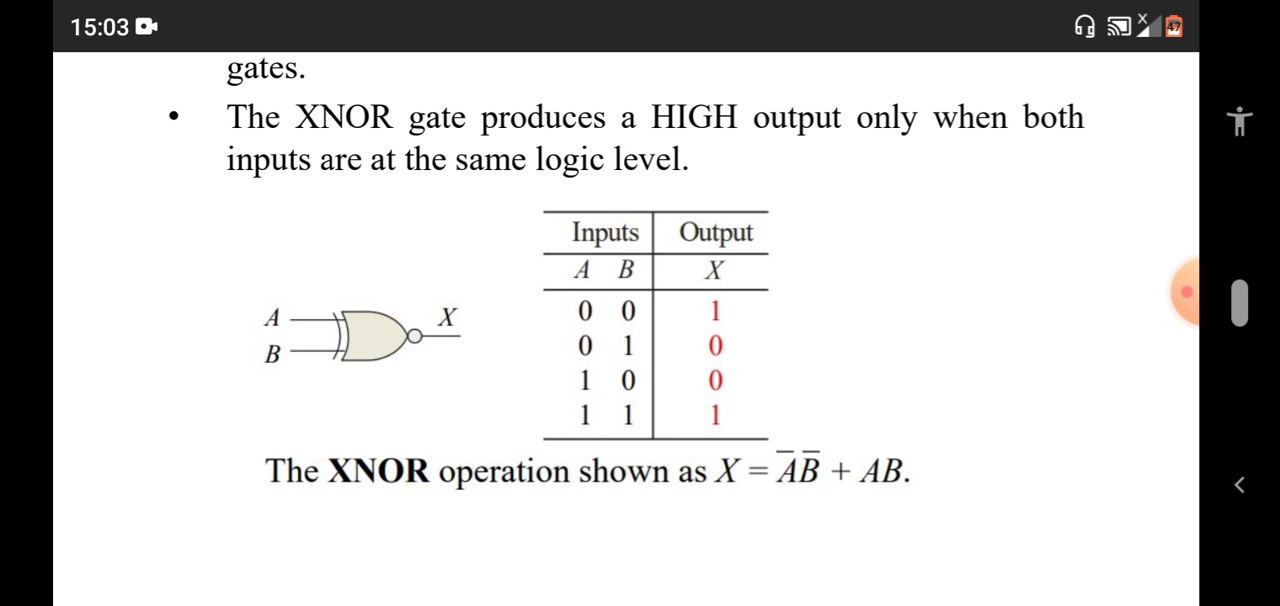 15:03
47
gates.
• The XNOR gate produces a HIGH output only when both
inputs are at the same logic level.
Inputs Output
A B X
0 0 1
0 1 0
1 0 0
1 1 1
A
B
X
The XNOR operation shown as X = A̅B̅ + AB.